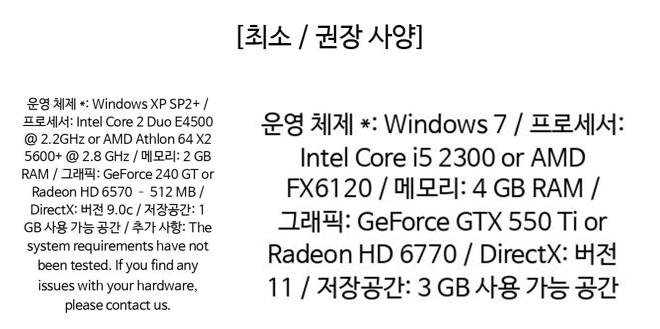 [최소 / 권장 사양]
운영 체제 *: Windows XP SP2+ /
프로세서: Intel Core 2 Duo E4500
@ 2.2GHz or AMD Athlon 64 X2
5600+ @ 2.8 GHz / 메모리: 2 GB
RAM / 그래픽: GeForce 240 GT or
Radeon HD 6570 – 512 MB /
DirectX: 버전 9.0c / 저장공간: 1
GB 사용 가능 공간 / 추가 사항: The
system requirements have not
been tested. If you find any
issues with your hardware,
please contact us.
운영 체제 *: Windows 7 / 프로세서:
Intel Core i5 2300 or AMD
FX6120 / 메모리: 4 GB RAM /
그래픽: GeForce GTX 550 Ti or
Radeon HD 6770 / DirectX: 버전
11 / 저장공간: 3 GB 사용 가능 공간